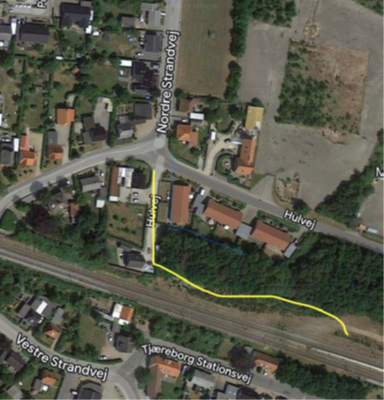 Nordre Strandvej
Hulvej
Hulvej
M
Tjæreborg Stationsvej
Vestre Strandvej